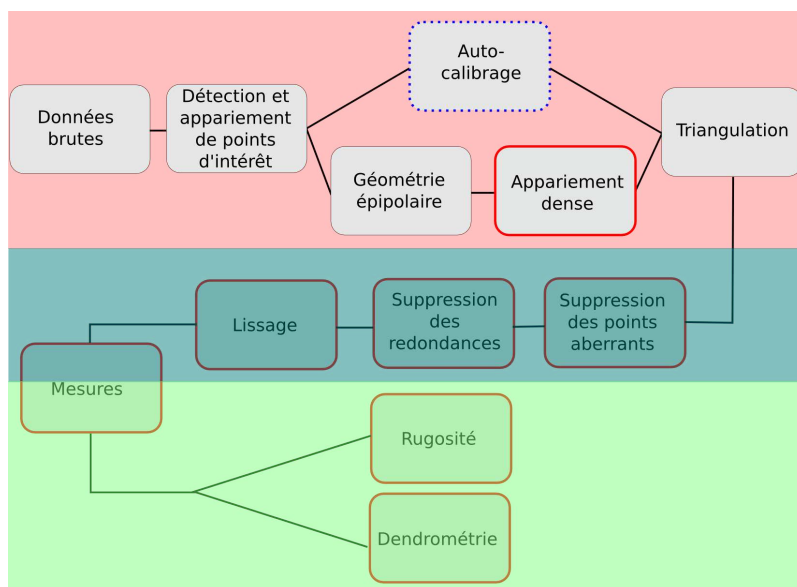 Données
brutes
Détection et
appariement
de points
d'intérêt
Auto-
calibrage
Géométrie
épipolaire
Appariement
dense
Triangulation
Suppression
des points
aberrants
Suppression
des
redondances
Lissage
Mesures
Rugosité
Dendrométrie